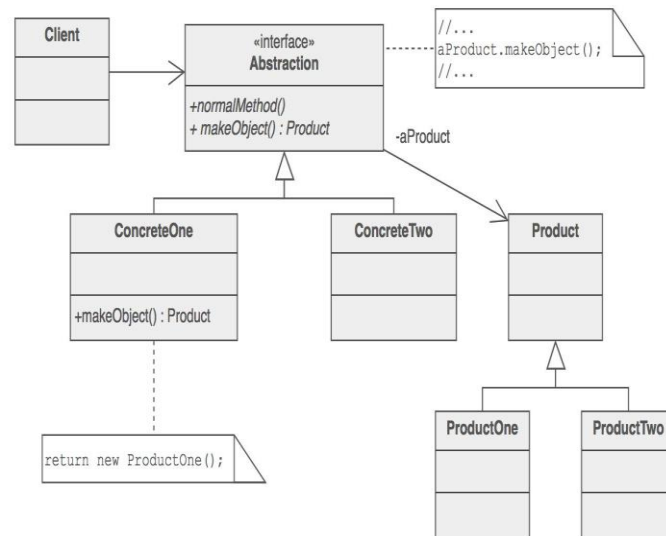 Client
«interface»
Abstraction
+normalMethod()
+ makeObject() : Product
//...
aProduct.makeObject();
//...
-aProduct
ConcreteOne
+makeObject() : Product
ConcreteTwo
Product
return new ProductOne();
ProductOne
ProductTwo